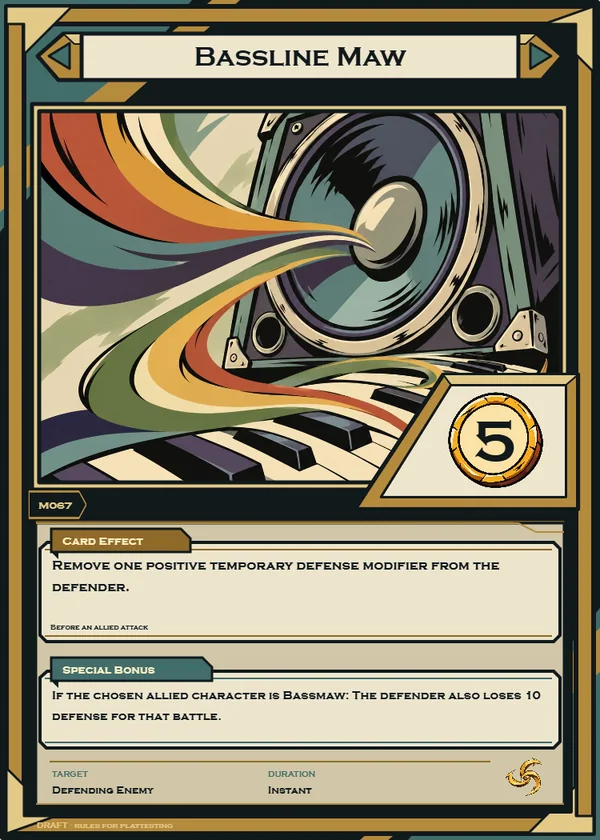 Bassline Maw
5
M067
Card Effect
Remove one positive temporary defense modifier from the
defender.
Before an allied attack
Special Bonus
If the chosen allied character is Bassmaw: The defender also loses 10
defense for that battle.
Target
Duration
Defending Enemy
Instant
DRAFT Rules for playtesting